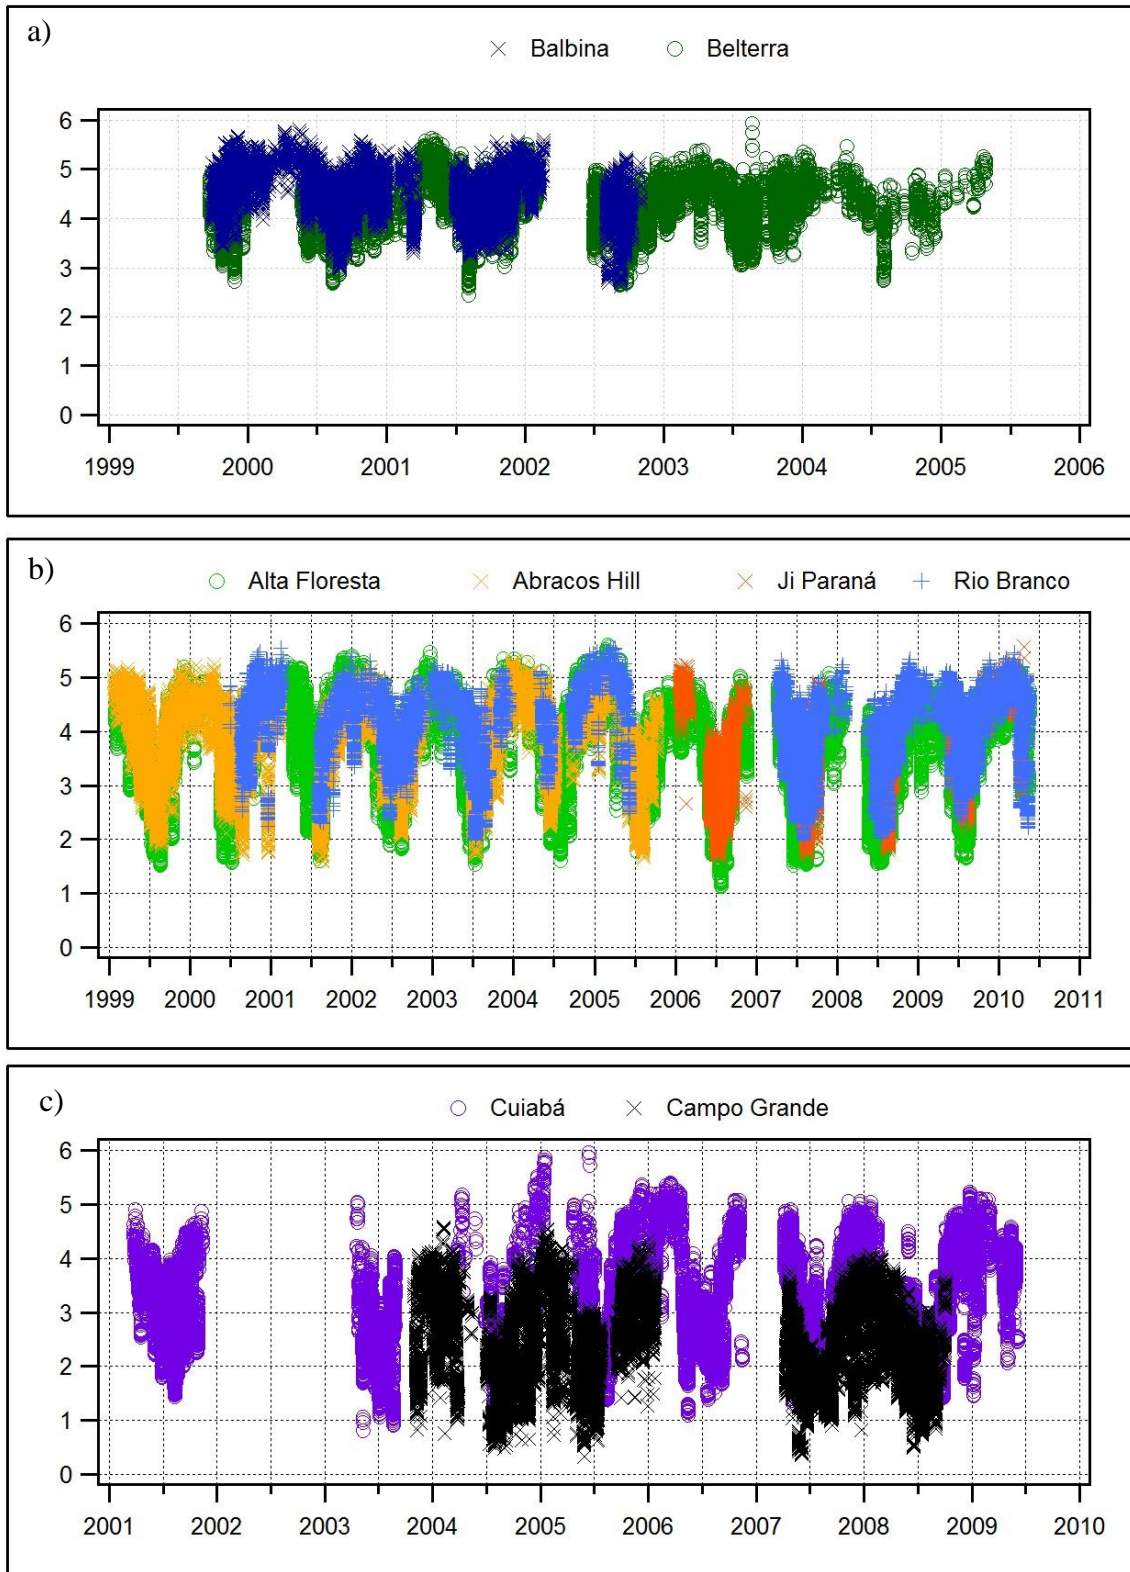 a)
Balbina Belterra
6
5
4
3
2
1
0
1999 2000 2001 2002 2003 2004 2005 2006
b)
Alta Floresta Abracos Hill Ji Paraná Rio Branco
6
5
4
3
2
1
0
1999 2000 2001 2002 2003 2004 2005 2006 2007 2008 2009 2010 2011
c)
Cuiabá Campo Grande
6
5
4
3
2
1
0
2001 2002 2003 2004 2005 2006 2007 2008 2009 2010